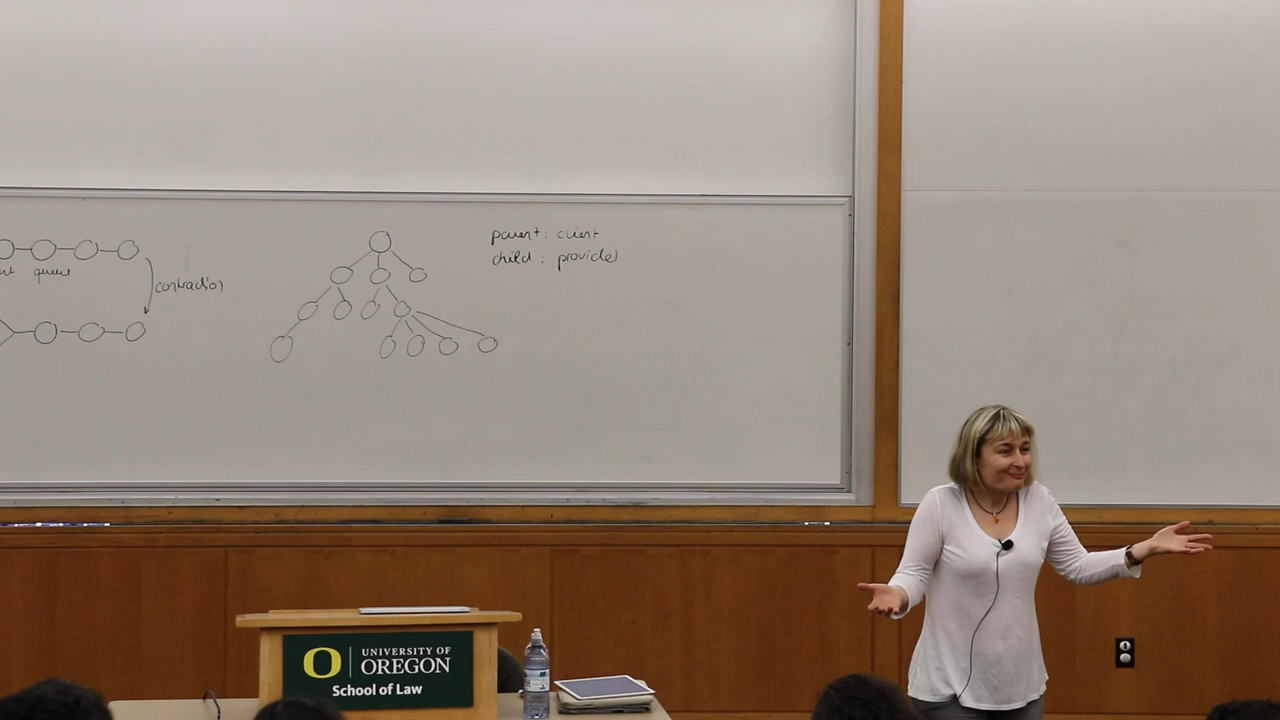 queue
contraction
parent: client
child: provider
O UNIVERSITY OF
OREGON
School of Law